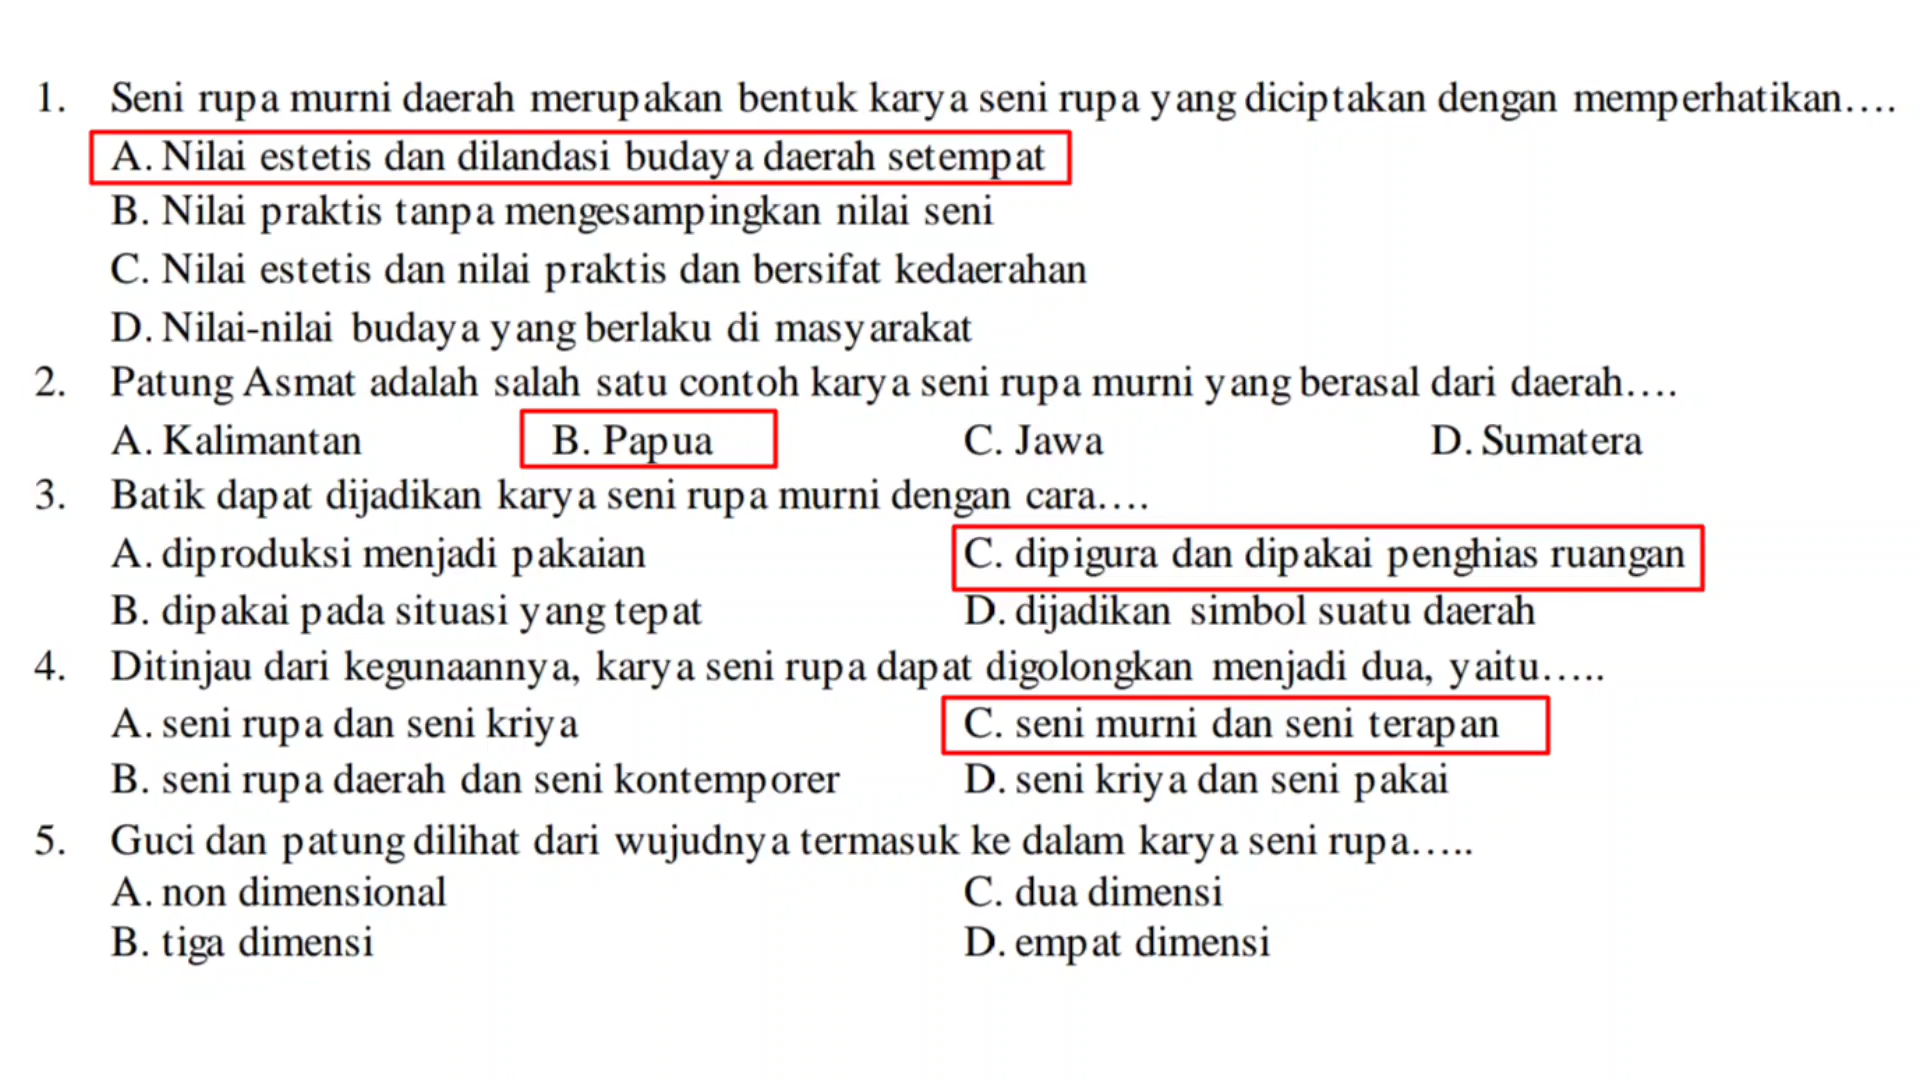 1. Seni rupa murni daerah merupakan bentuk karya seni rupa yang diciptakan dengan memperhatikan....
A. Nilai estetis dan dilandasi budaya daerah setempat
B. Nilai praktis tanpa mengesampingkan nilai seni
C. Nilai estetis dan nilai praktis dan bersifat kedaerahan
D. Nilai-nilai budaya yang berlaku di masyarakat
2. Patung Asmat adalah salah satu contoh karya seni rupa murni yang berasal dari daerah....
A. Kalimantan B. Papua C. Jawa D. Sumatera
3. Batik dapat dijadikan karya seni rupa murni dengan cara....
A. diproduksi menjadi pakaian C. dipigura dan dipakai penghias ruangan
B. dipakai pada situasi yang tepat D. dijadikan simbol suatu daerah
4. Ditinjau dari kegunaannya, karya seni rupa dapat digolongkan menjadi dua, yaitu.....
A. seni rupa dan seni kriya C. seni murni dan seni terapan
B. seni rupa daerah dan seni kontemporer D. seni kriya dan seni pakai
5. Guci dan patung dilihat dari wujudnya termasuk ke dalam karya seni rupa.....
A. non dimensional C. dua dimensi
B. tiga dimensi D. empat dimensi